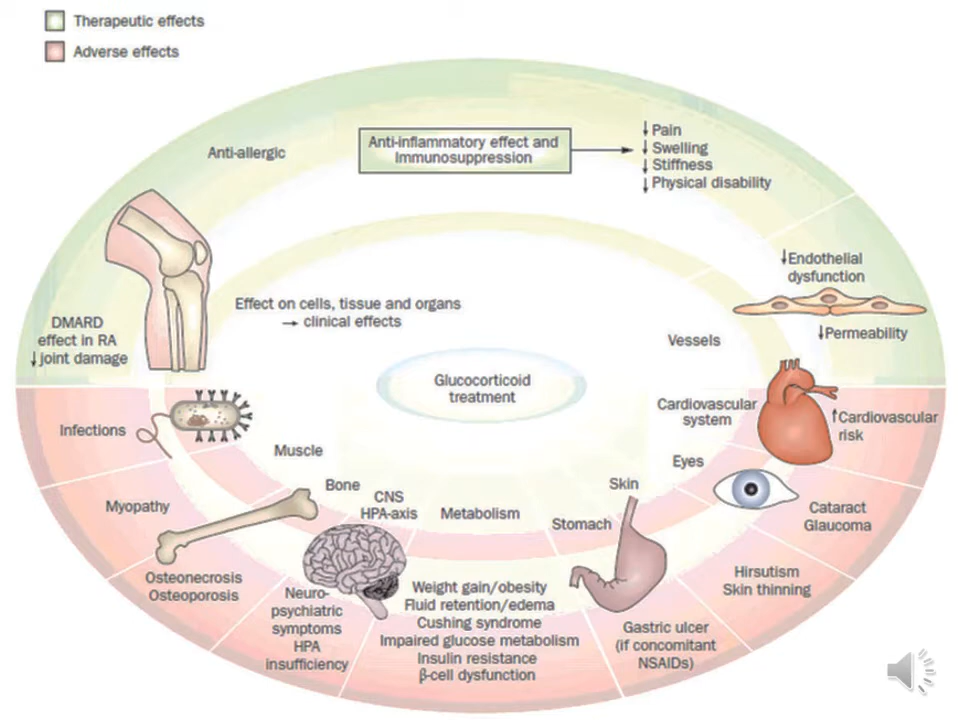 Therapeutic effects
Adverse effects
Anti-allergic
Anti-inflammatory effect and
Immunosuppression
↓ Pain
↓ Swelling
↓ Stiffness
↓ Physical disability
↓Endothelial
dysfunction
↓Permeability
Vessels
DMARD
effect in RA
↓joint damage
Effect on cells, tissue and organs
→ clinical effects
Glucocorticoid
treatment
Cardiovascular
system
↑Cardiovascular
risk
Infections
Muscle
Eyes
Myopathy
Bone
CNS
HPA-axis
Metabolism
Stomach
Skin
Cataract
Glaucoma
Osteonecrosis
Osteoporosis
Neuro-
psychiatric
symptoms
HPA
insufficiency
Weight gain/obesity
Fluid retention/edema
Cushing syndrome
Impaired glucose metabolism
Insulin resistance
β-cell dysfunction
Gastric ulcer
(if concomitant
NSAIDs)
Hirsutism
Skin thinning